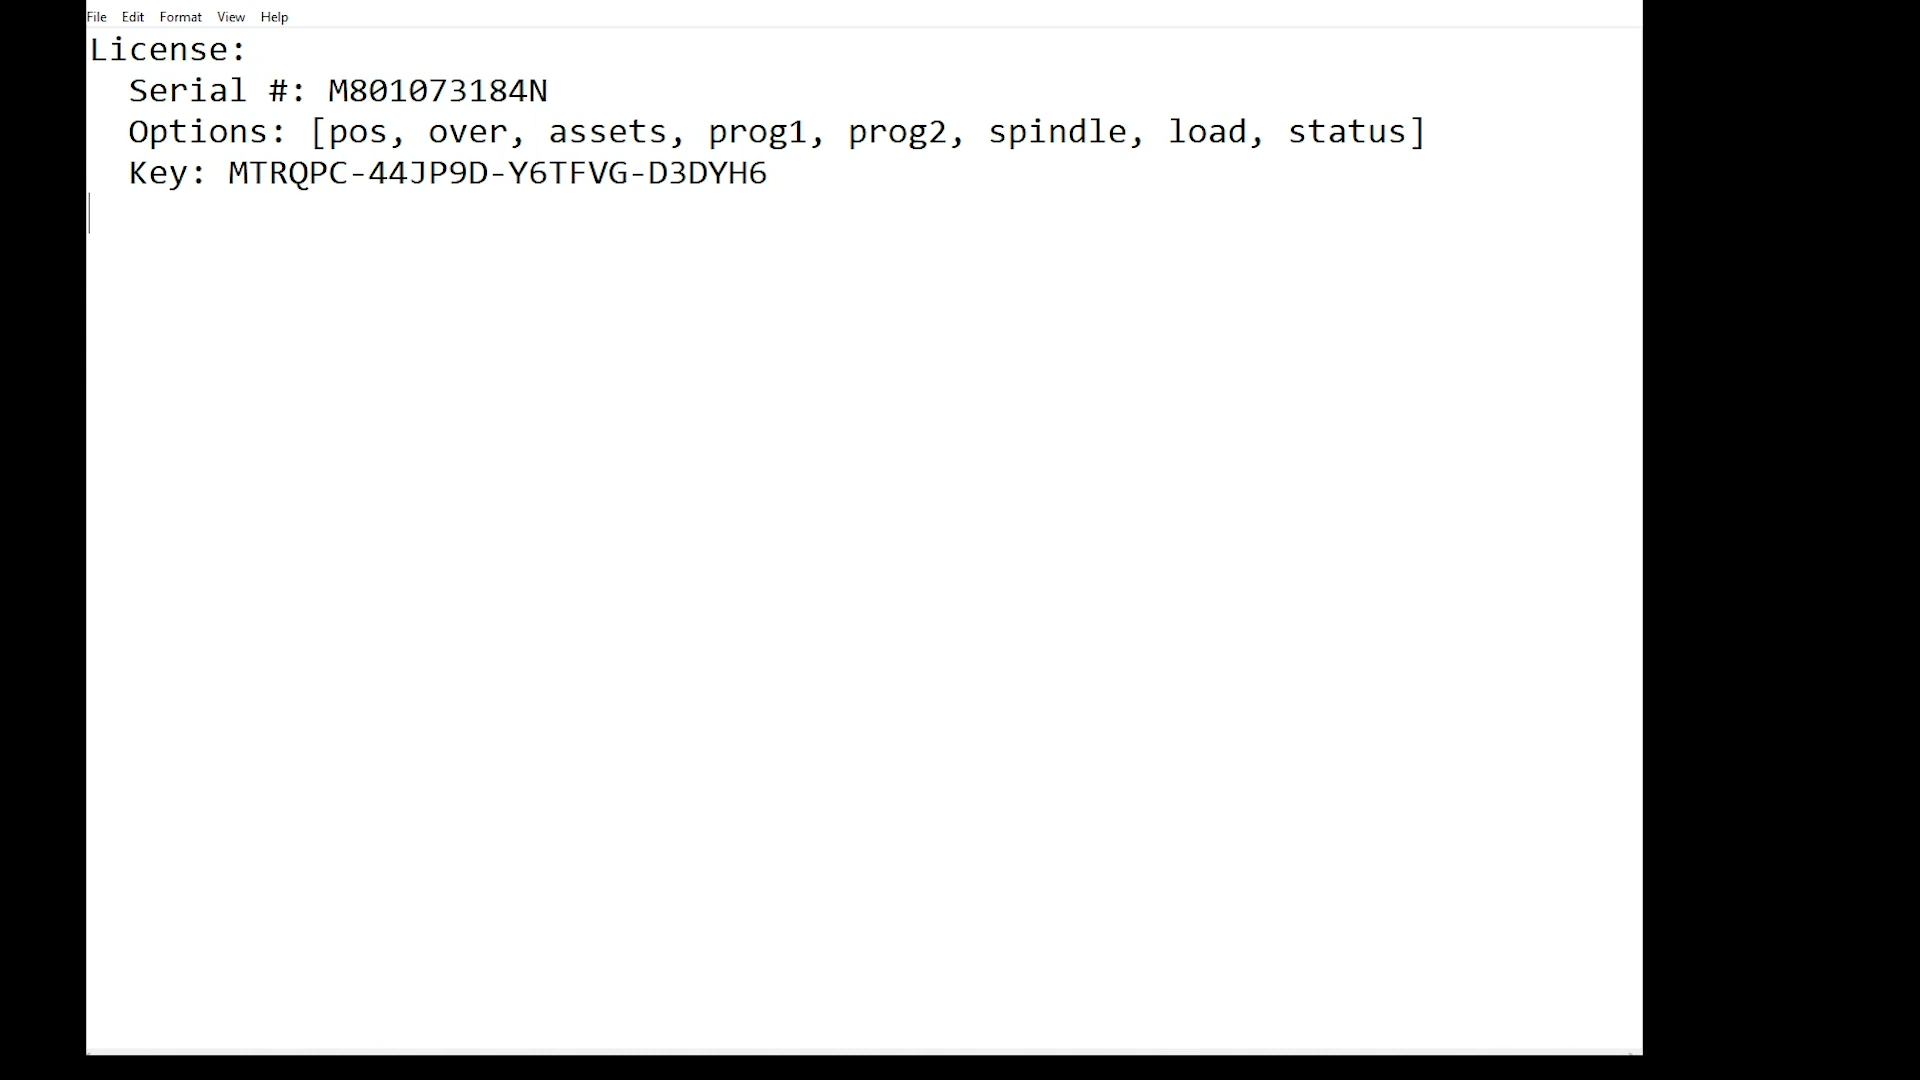 File Edit Format View Help
License:
  Serial #: M801073184N
  Options: [pos, over, assets, prog1, prog2, spindle, load, status]
  Key: MTRQPC-44JP9D-Y6TFVG-D3DYH6